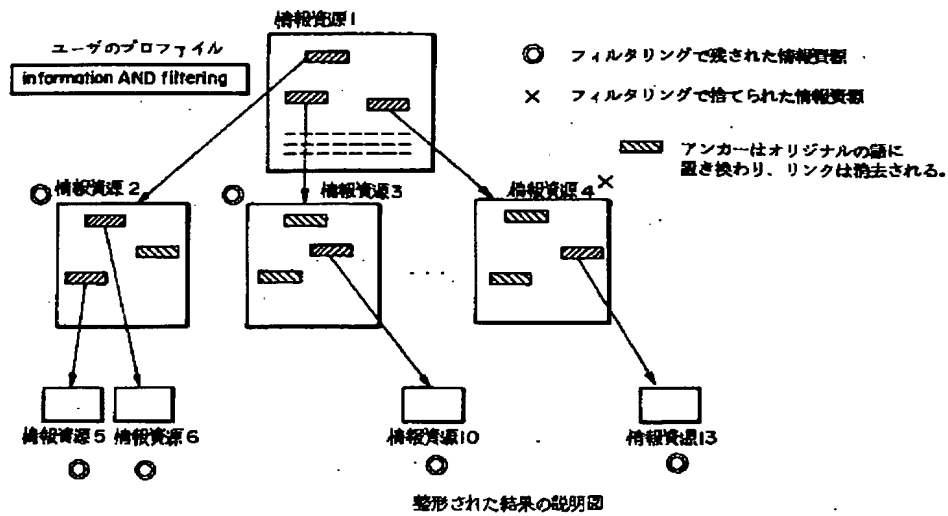 情報資源1
ユーザのプロファイル
information AND filtering
◎ フィルタリングで残された情報資源
× フィルタリングで捨てられた情報資源
アンカーはオリジナルの語に
置き換わり、リンクは消去される。
◎ 情報資源2
◎ 情報資源3
情報資源4 ×
....
情報資源5
情報資源6
情報資源10
情報資源13
◎ ◎ ◎ ◎
整形された結果の説明図